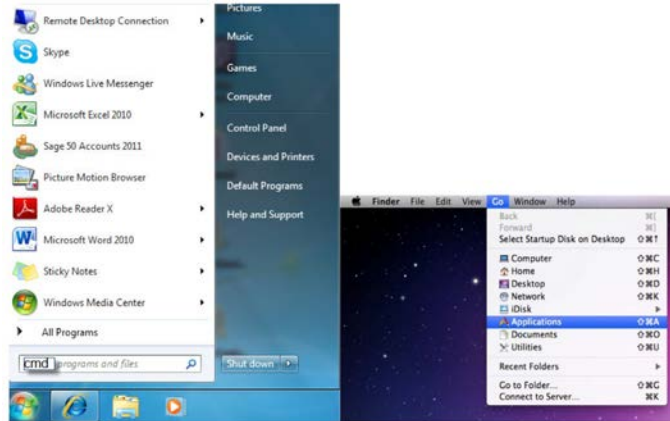 Remote Desktop Connection
Skype
Windows Live Messenger
Microsoft Excel 2010
Sage 50 Accounts 2011
Picture Motion Browser
Adobe Reader X
Microsoft Word 2010
Sticky Notes
Windows Media Center
All Programs
cmd programs and files
Pictures
Music
Games
Computer
Control Panel
Devices and Printers
Default Programs
Help and Support
Shut down
Finder File Edit View Go Window Help
Back ⌘[
Forward ⌘]
Select Startup Disk on Desktop ⇧⌘↑
Computer ⇧⌘C
Home ⇧⌘H
Desktop ⇧⌘D
Network ⇧⌘K
iDisk
Applications ⇧⌘A
Documents ⇧⌘O
Utilities ⇧⌘U
Recent Folders
Go to Folder... ⇧⌘G
Connect to Server... ⌘K